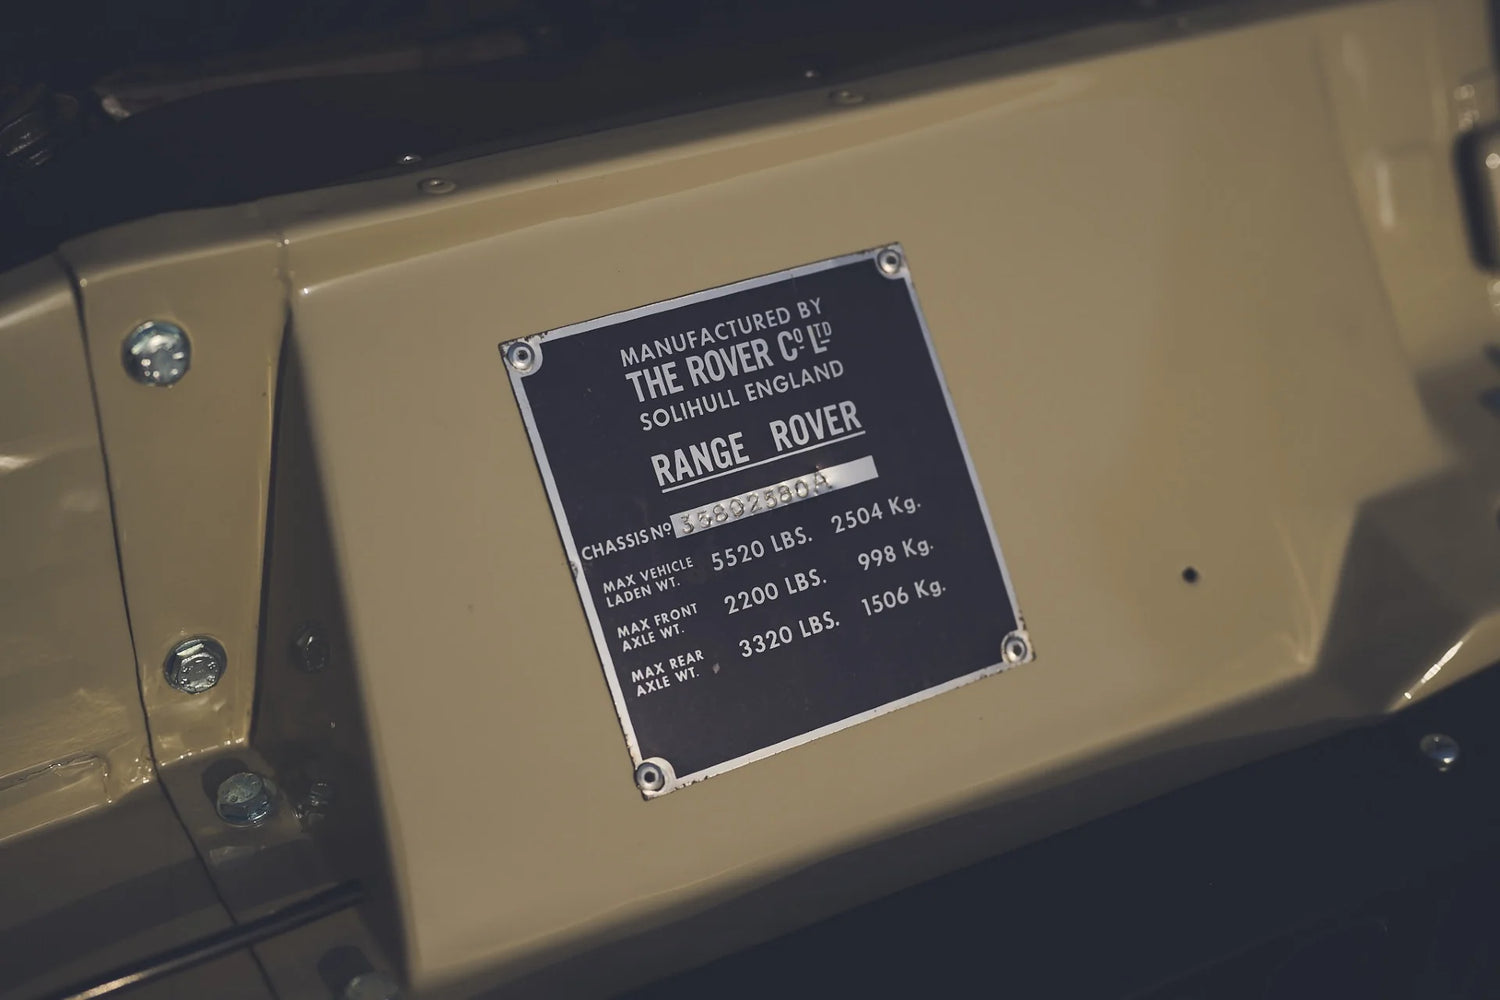 MANUFACTURED BY
THE ROVER Cº LTD
SOLIHULL ENGLAND
RANGE ROVER
CHASSIS Nº 35802580A
MAX VEHICLE LADEN WT. 5520 LBS. 2504 Kg.
MAX FRONT AXLE WT. 2200 LBS. 998 Kg.
MAX REAR AXLE WT. 3320 LBS. 1506 Kg.